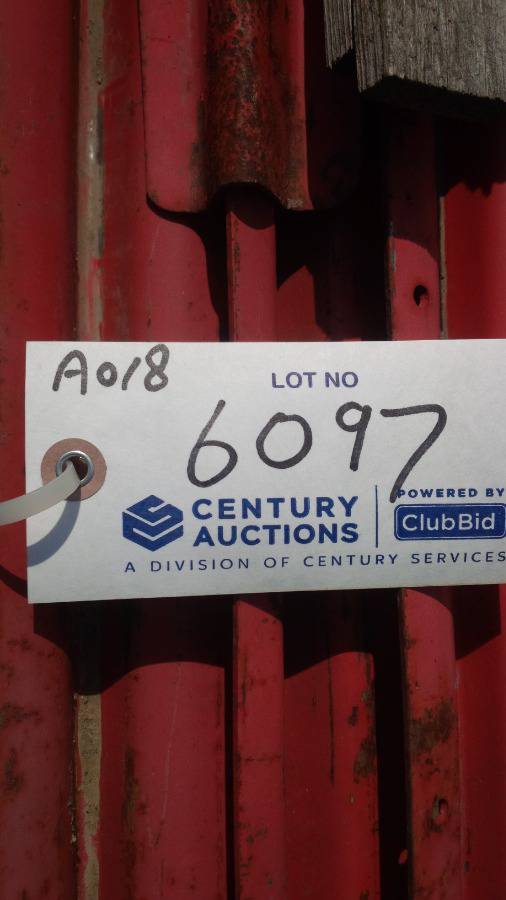 A018
LOT NO
6097
CENTURY
AUCTIONS
POWERED BY
ClubBid
A DIVISION OF CENTURY SERVICES